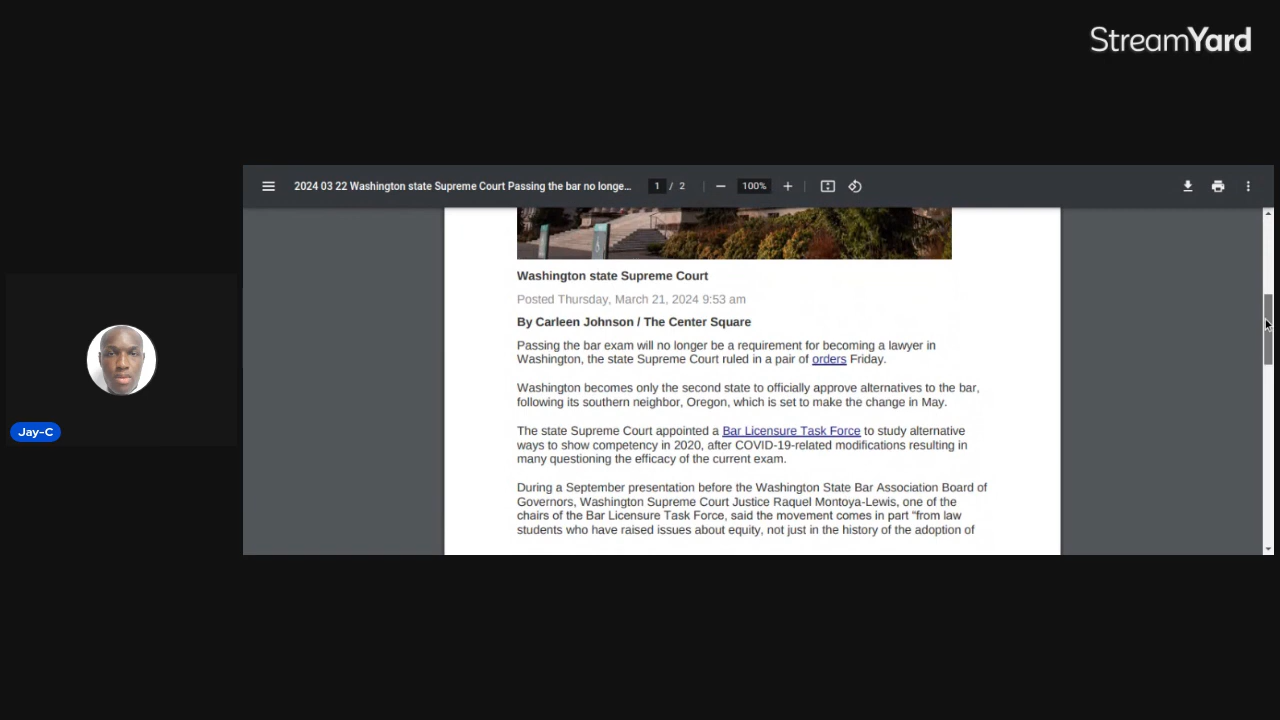 StreamYard
2024 03 22 Washington state Supreme Court Passing the bar no longe...
1 / 2
100%
Washington state Supreme Court
Posted Thursday, March 21, 2024 9:53 am
By Carleen Johnson / The Center Square
Passing the bar exam will no longer be a requirement for becoming a lawyer in
Washington, the state Supreme Court ruled in a pair of orders Friday.
Washington becomes only the second state to officially approve alternatives to the bar,
following its southern neighbor, Oregon, which is set to make the change in May.
The state Supreme Court appointed a Bar Licensure Task Force to study alternative
ways to show competency in 2020, after COVID-19-related modifications resulting in
many questioning the efficacy of the current exam.
During a September presentation before the Washington State Bar Association Board of
Governors, Washington Supreme Court Justice Raquel Montoya-Lewis, one of the
chairs of the Bar Licensure Task Force, said the movement comes in part “from law
students who have raised issues about equity, not just in the history of the adoption of
Jay-C